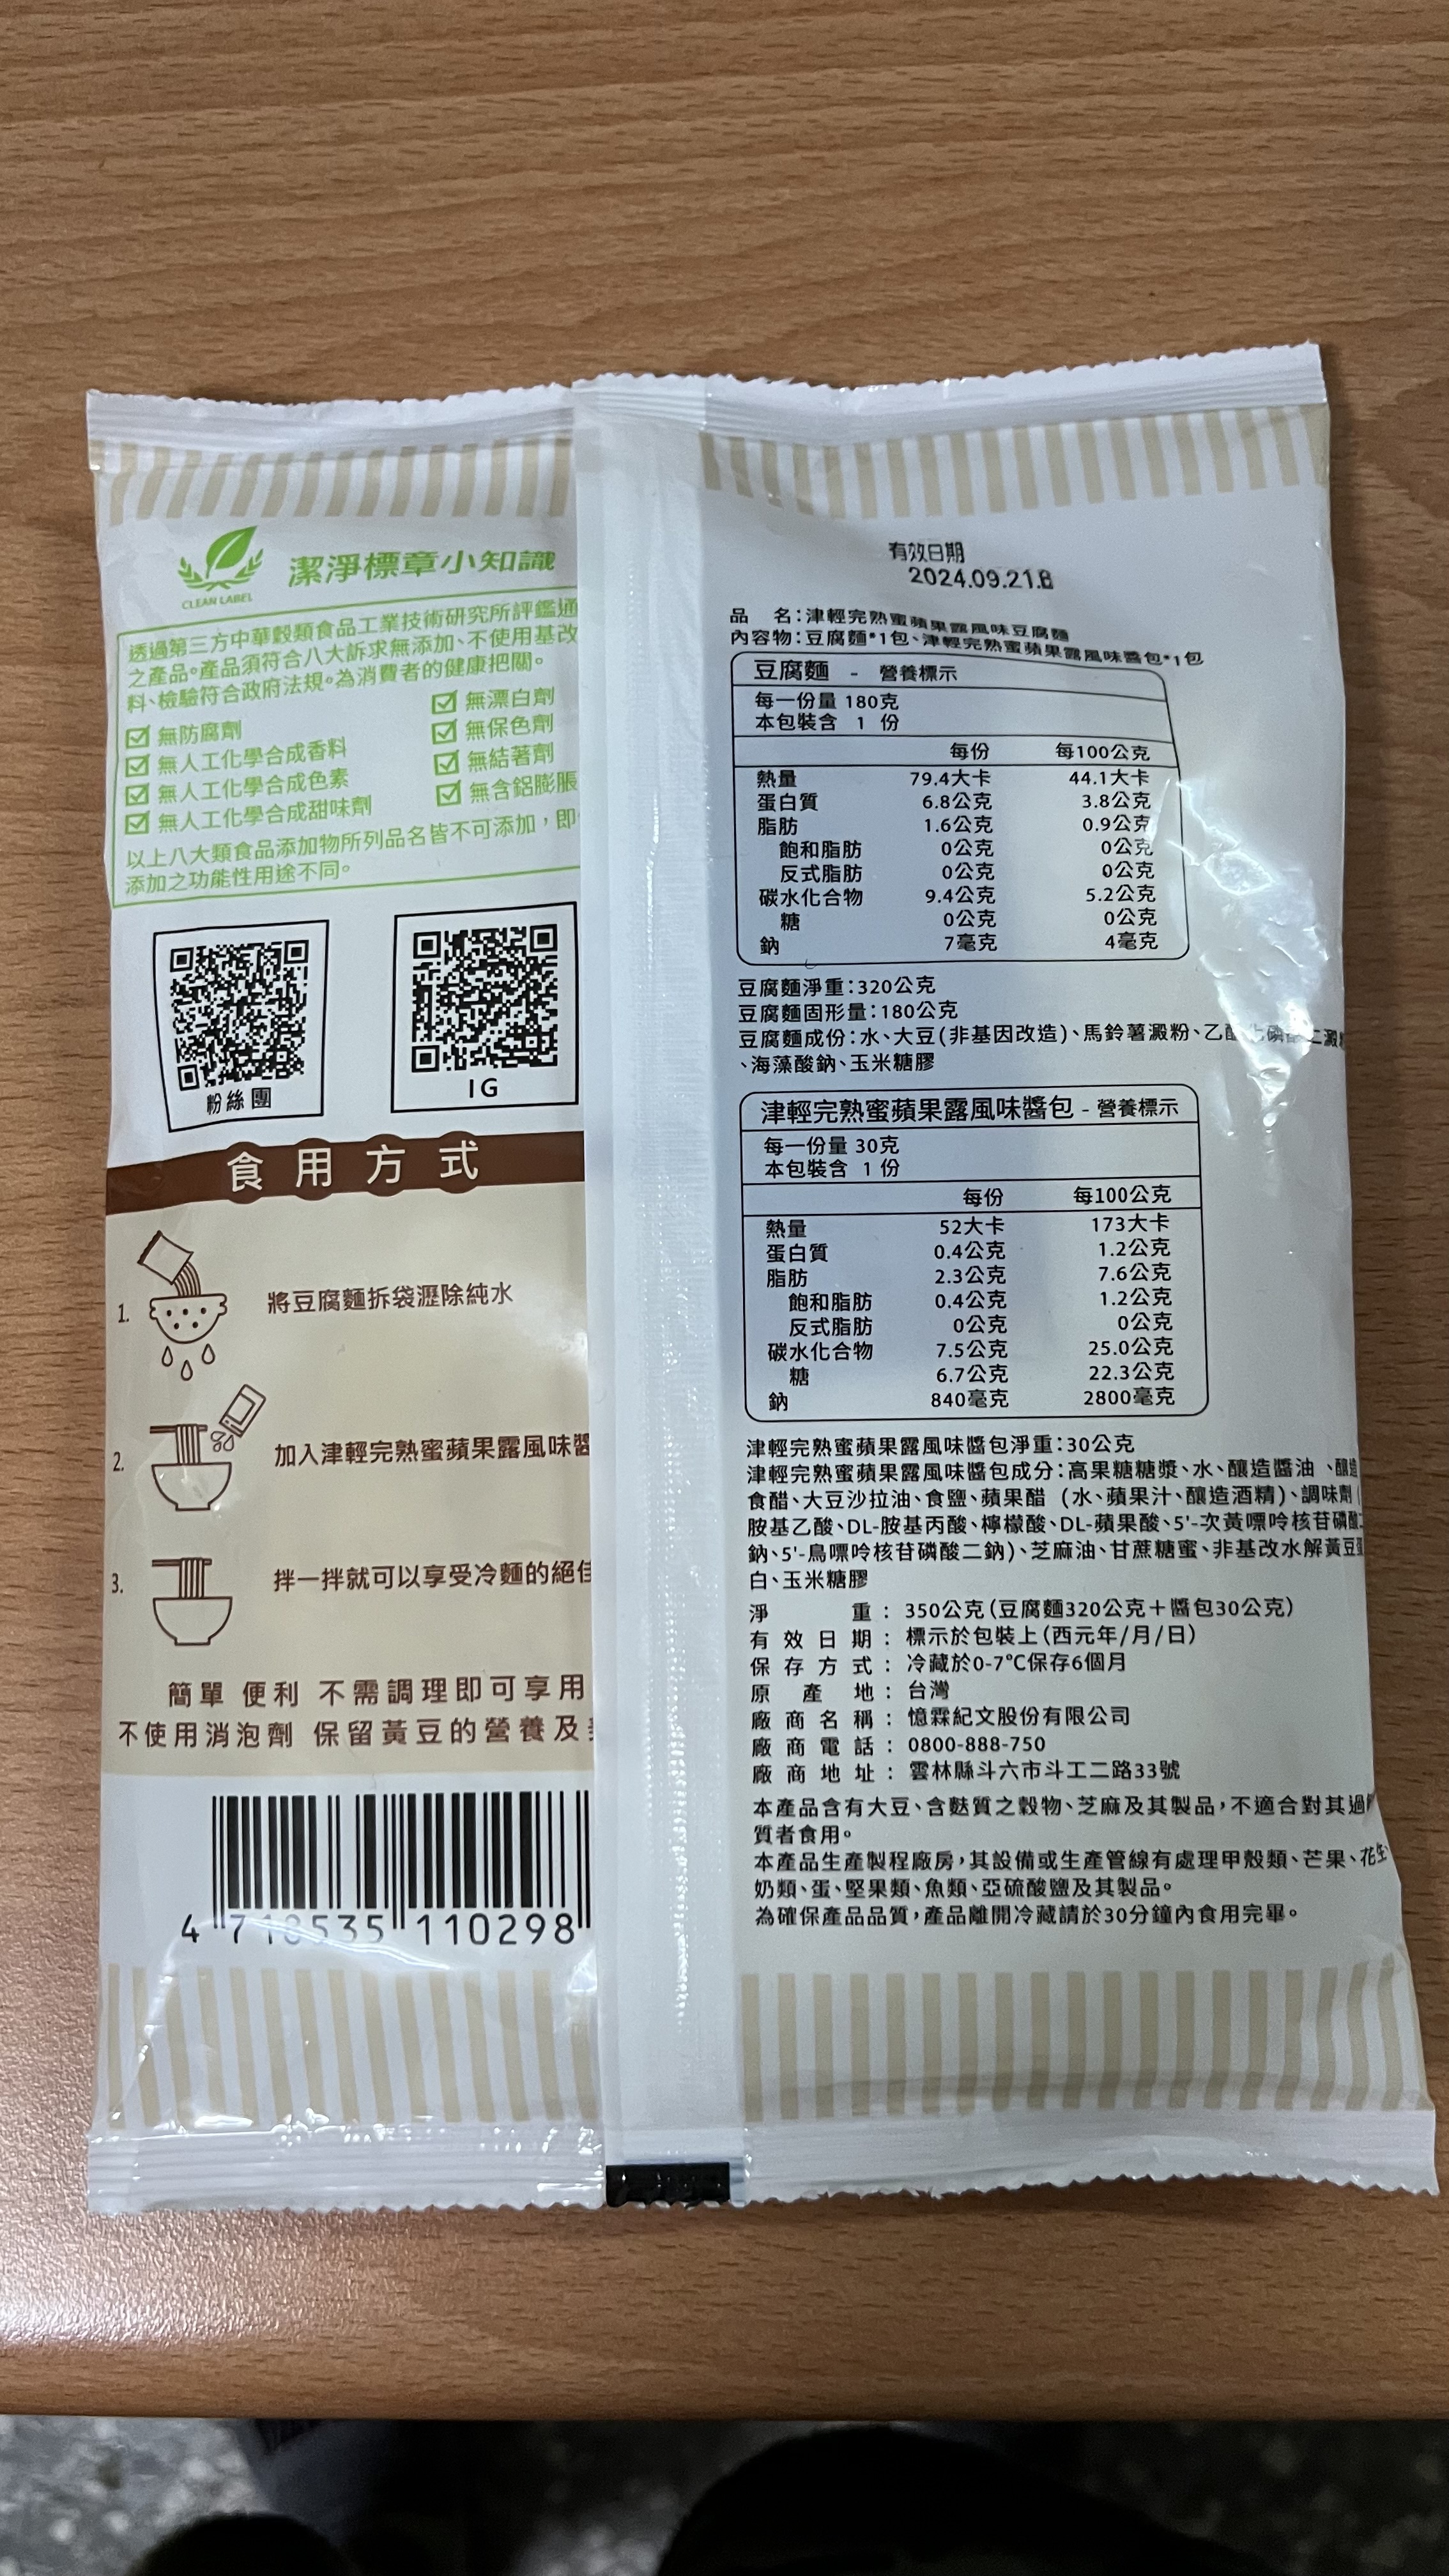 潔淨標章小知識
CLEAN LABEL
透過第三方中華穀類食品工業技術研究所評鑑通
之產品。產品須符合八大訴求無添加、不使用基改
料、檢驗符合政府法規。為消費者的健康把關。
無防腐劑
無人工化學合成香料
無人工化學合成色素
無人工化學合成甜味劑
無漂白劑
無保色劑
無結著劑
無含鋁膨脹
以上八大類食品添加物所列品名皆不可添加,即
添加之功能性用途不同。
粉絲團
IG
食用方式
1. 將豆腐麵拆袋瀝除純水
2. 加入津輕完熟蜜蘋果露風味醬
3. 拌一拌就可以享受冷麵的絕佳
簡單 便利 不需調理即可享用
不使用消泡劑 保留黃豆的營養及
4 718535 110298
有效日期
2024.09.21.B
品 名:津輕完熟蜜蘋果露風味豆腐麵
內容物:豆腐麵*1包、津輕完熟蜜蘋果露風味醬包*1包
豆腐麵 - 營養標示
每一份量 180克
本包裝含 1 份
每份 每100公克
熱量 79.4大卡 44.1大卡
蛋白質 6.8公克 3.8公克
脂肪 1.6公克 0.9公克
飽和脂肪 0公克 0公克
反式脂肪 0公克 0公克
碳水化合物 9.4公克 5.2公克
糖 0公克 0公克
鈉 7毫克 4毫克
豆腐麵淨重:320公克
豆腐麵固形量:180公克
豆腐麵成份:水、大豆(非基因改造)、馬鈴薯澱粉、乙醯化磷酸二澱粉
、海藻酸鈉、玉米糖膠
津輕完熟蜜蘋果露風味醬包 - 營養標示
每一份量 30克
本包裝含 1 份
每份 每100公克
熱量 52大卡 173大卡
蛋白質 0.4公克 1.2公克
脂肪 2.3公克 7.6公克
飽和脂肪 0.4公克 1.2公克
反式脂肪 0公克 0公克
碳水化合物 7.5公克 25.0公克
糖 6.7公克 22.3公克
鈉 840毫克 2800毫克
津輕完熟蜜蘋果露風味醬包淨重:30公克
津輕完熟蜜蘋果露風味醬包成分:高果糖糖漿、水、釀造醬油、釀造
食醋、大豆沙拉油、食鹽、蘋果醋 (水、蘋果汁、釀造酒精)、調味劑(
胺基乙酸、DL-胺基丙酸、檸檬酸、DL-蘋果酸、5'-次黃嘌呤核苷磷酸二
鈉、5'-鳥嘌呤核苷磷酸二鈉)、芝麻油、甘蔗糖蜜、非基改水解黃豆蛋
白、玉米糖膠
淨 重:350公克(豆腐麵320公克+醬包30公克)
有效日期:標示於包裝上(西元年/月/日)
保存方式:冷藏於0-7℃保存6個月
原 產 地:台灣
廠商名稱:憶霖紀文股份有限公司
廠商電話:0800-888-750
廠商地址:雲林縣斗六市斗工二路33號
本產品含有大豆、含麩質之穀物、芝麻及其製品,不適合對其過
質者食用。
本產品生產製程廠房,其設備或生產管線有處理甲殼類、芒果、花生、
奶類、蛋、堅果類、魚類、亞硫酸鹽及其製品。
為確保產品品質,產品離開冷藏請於30分鐘內食用完畢。